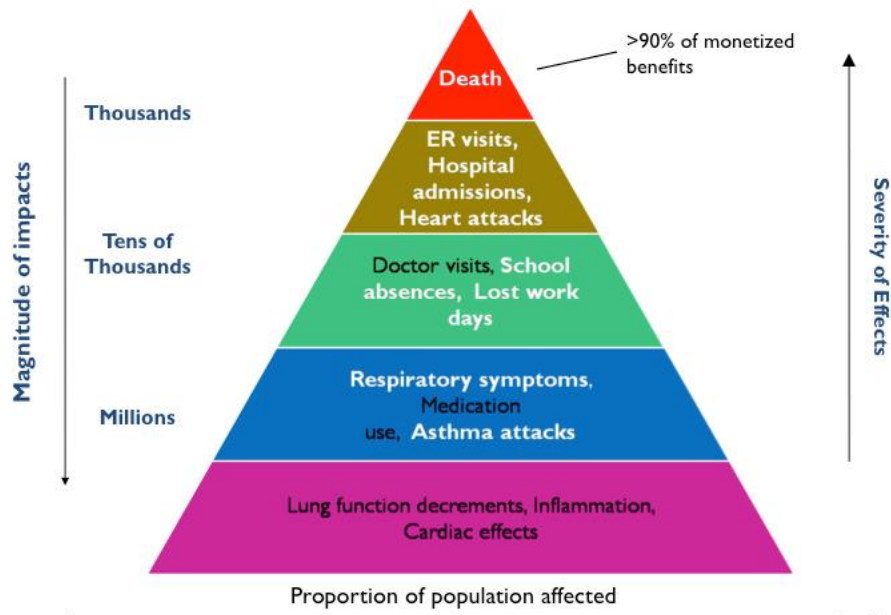 Death
>90% of monetized
benefits
Thousands
ER visits,
Hospital
admissions,
Heart attacks
Magnitude of impacts
Severity of Effects
Tens of
Thousands
Doctor visits, School
absences, Lost work
days
Respiratory symptoms,
Medication
use, Asthma attacks
Millions
Lung function decrements, Inflammation,
Cardiac effects
Proportion of population affected